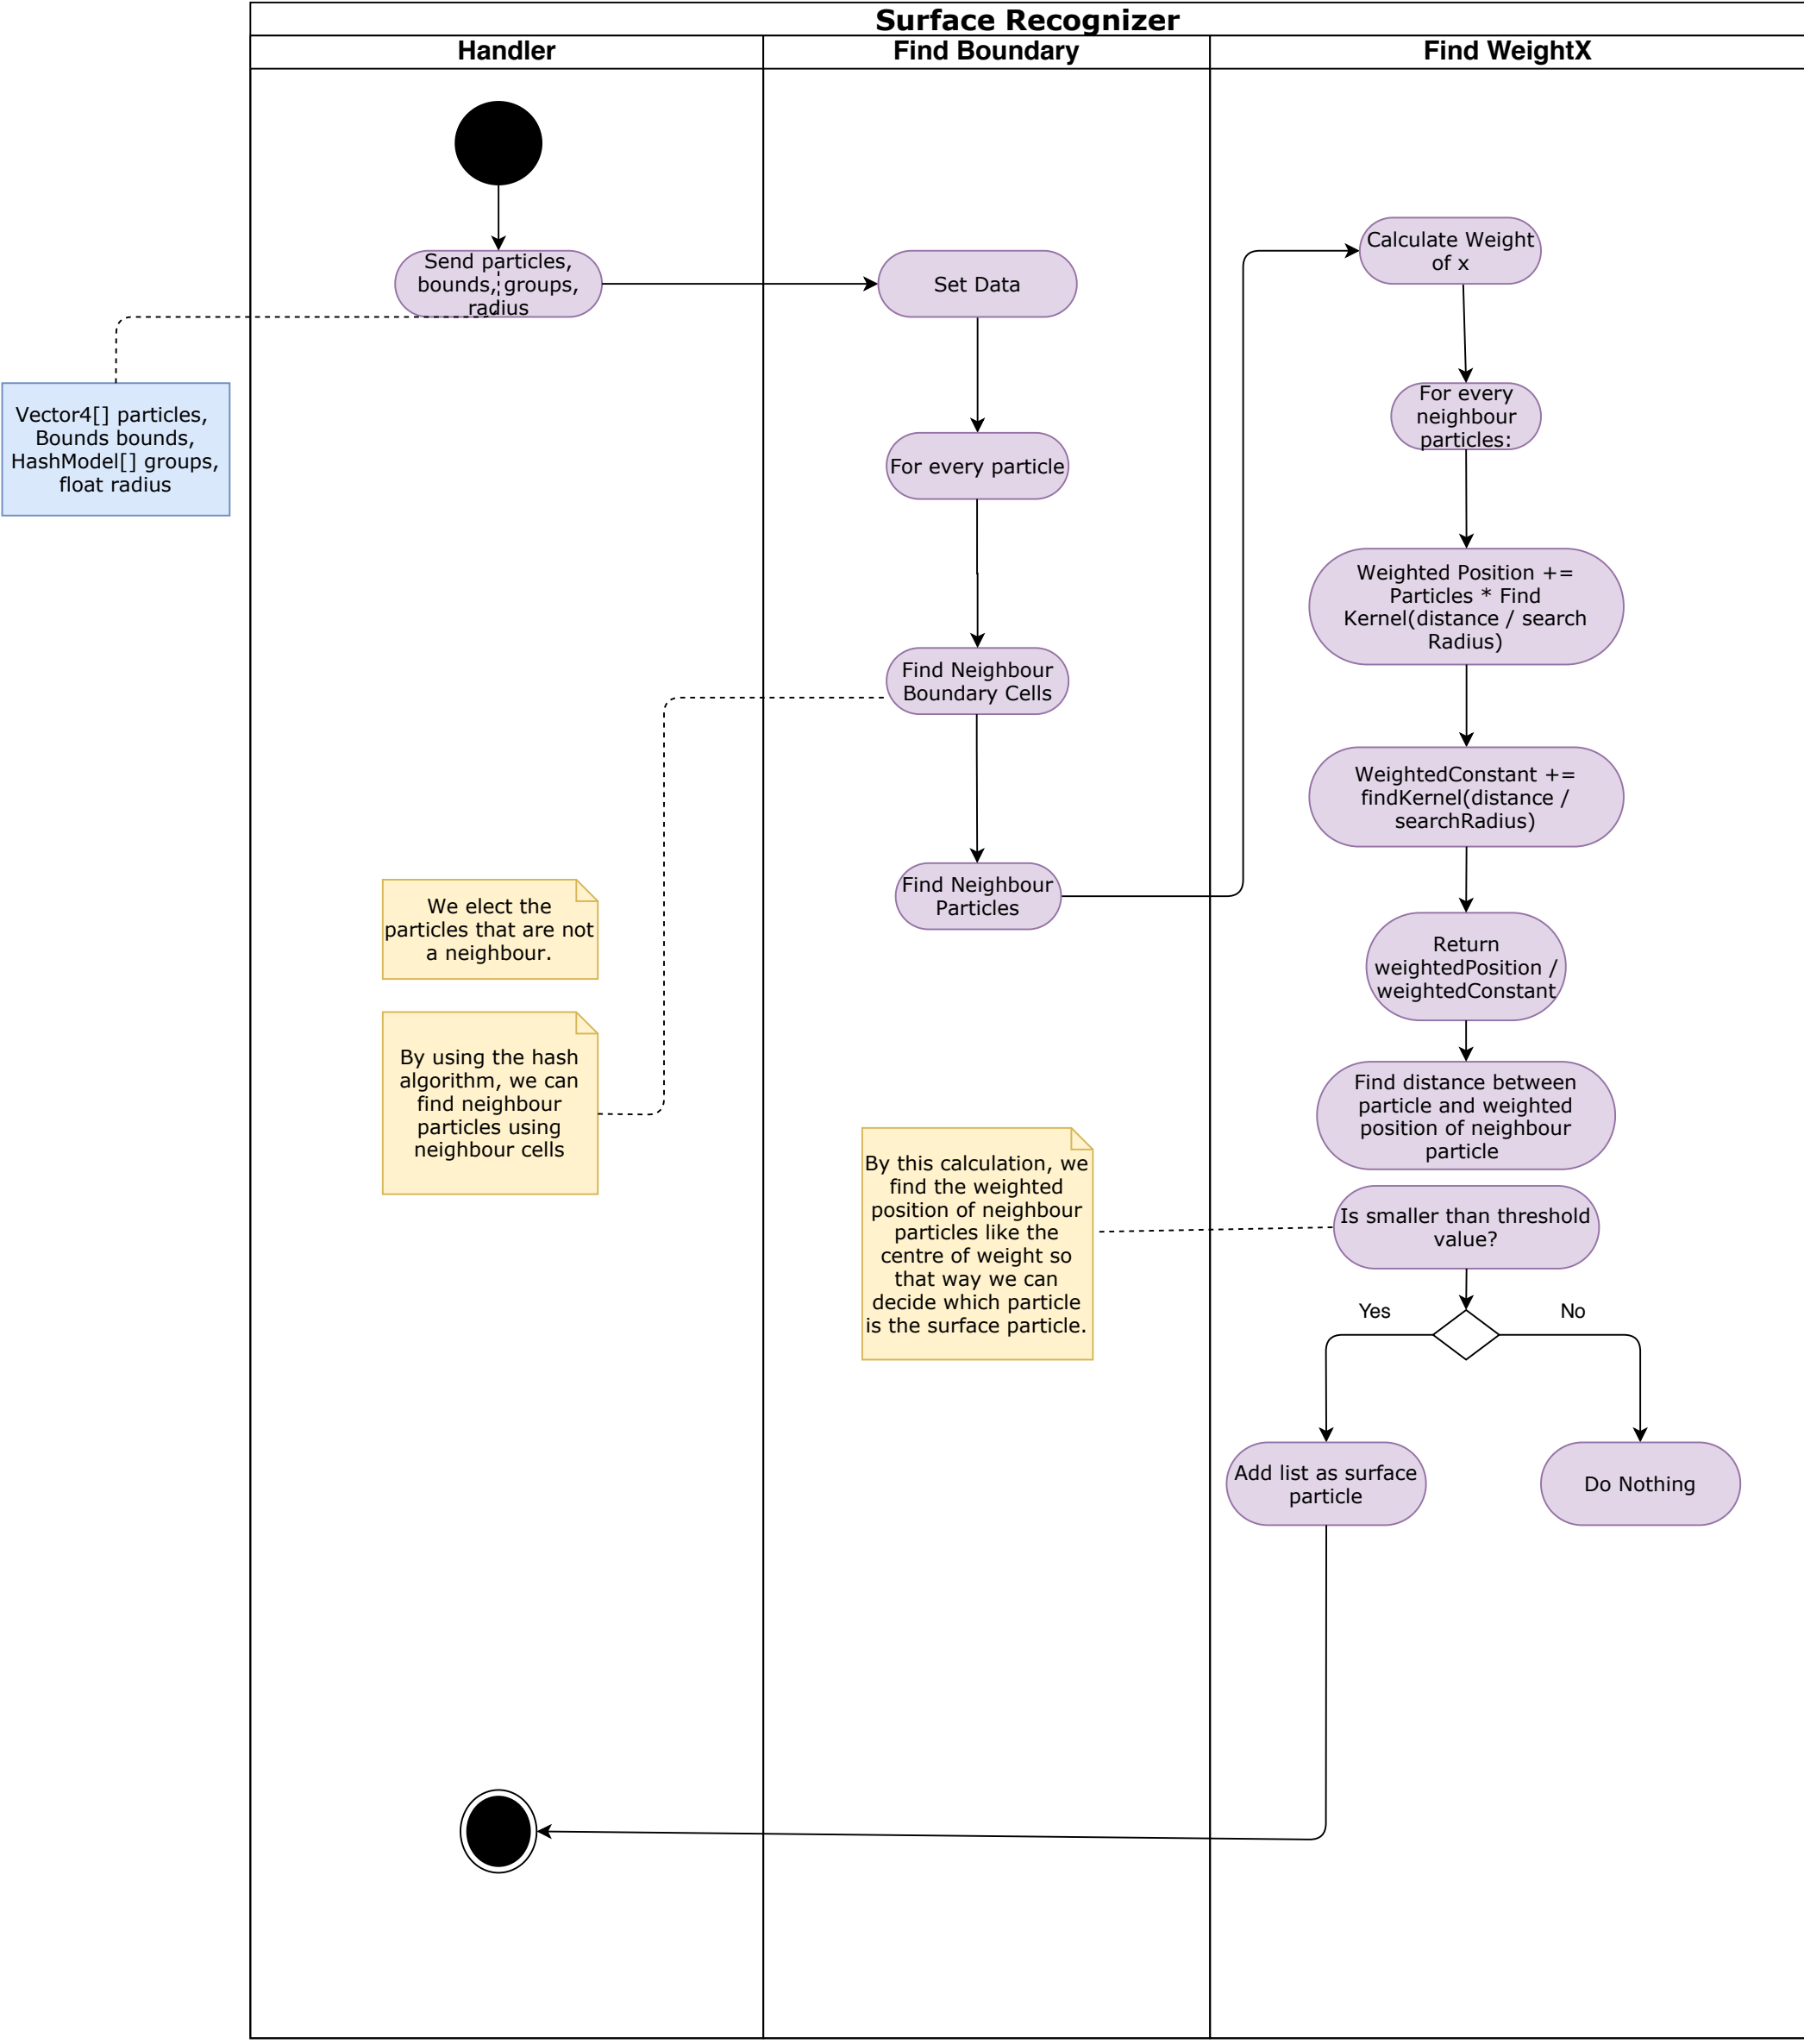 Surface Recognizer
Handler
Find Boundary
Find WeightX
Send particles,
bounds, groups,
radius
Vector4[] particles,
Bounds bounds,
HashModel[] groups,
float radius
We elect the
particles that are not
a neighbour.
By using the hash
algorithm, we can
find neighbour
particles using
neighbour cells
Set Data
For every particle
Find Neighbour
Boundary Cells
Find Neighbour
Particles
By this calculation, we
find the weighted
position of neighbour
particles like the
centre of weight so
that way we can
decide which particle
is the surface particle.
Calculate Weight
of x
For every
neighbour
particles:
Weighted Position +=
Particles * Find
Kernel(distance / search
Radius)
WeightedConstant +=
findKernel(distance /
searchRadius)
Return
weightedPosition /
weightedConstant
Find distance between
particle and weighted
position of neighbour
particle
Is smaller than threshold
value?
Yes
No
Add list as surface
particle
Do Nothing